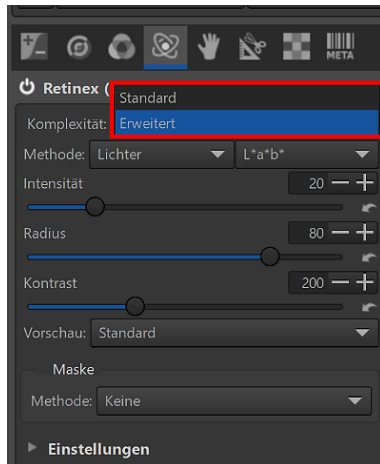 META
Retinex (
Standard
Komplexität: Erweitert
Methode: Lichter L*a*b*
Intensität 20
Radius 80
Kontrast 200
Vorschau: Standard
Maske
Methode: Keine
Einstellungen